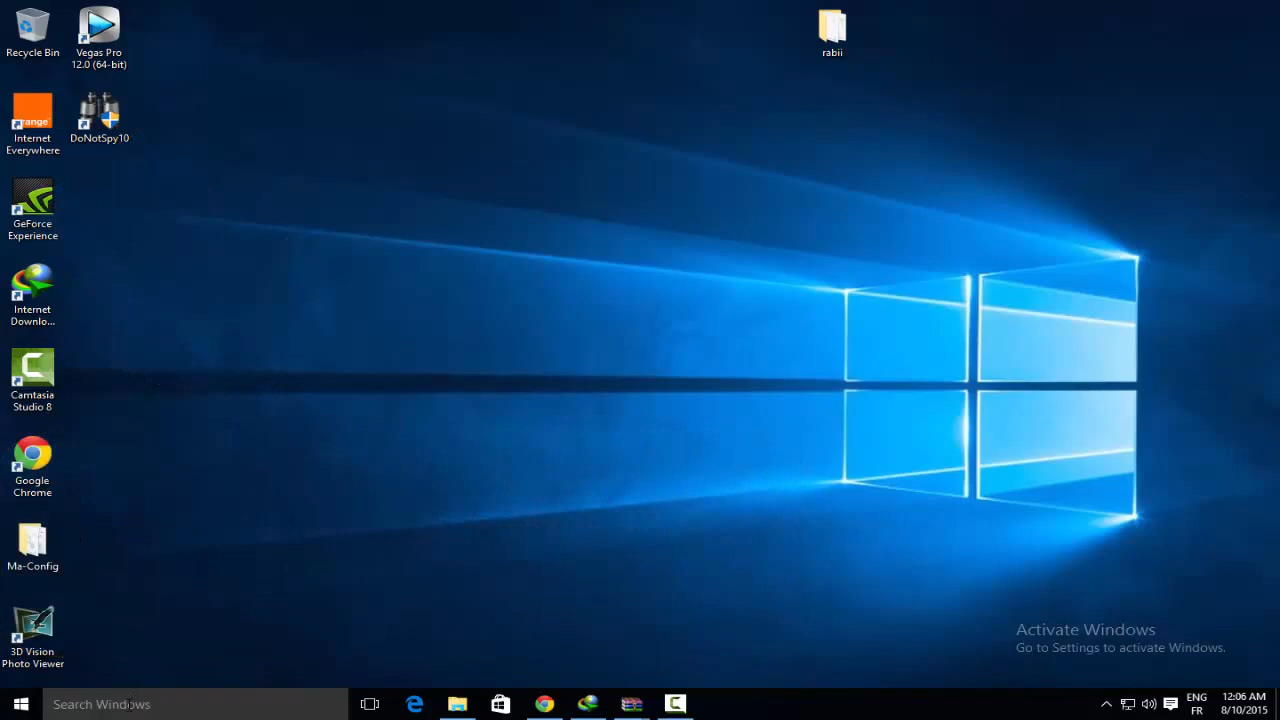 Recycle Bin
Vegas Pro
12.0 (64-bit)
rabii
orange
Internet
Everywhere
DoNotSpy10
GeForce
Experience
Internet
Downlo...
Camtasia
Studio 8
Google
Chrome
Ma-Config
3D Vision
Photo Viewer
Activate Windows
Go to Settings to activate Windows.
Search Windows
ENG
FR
12:06 AM
8/10/2015